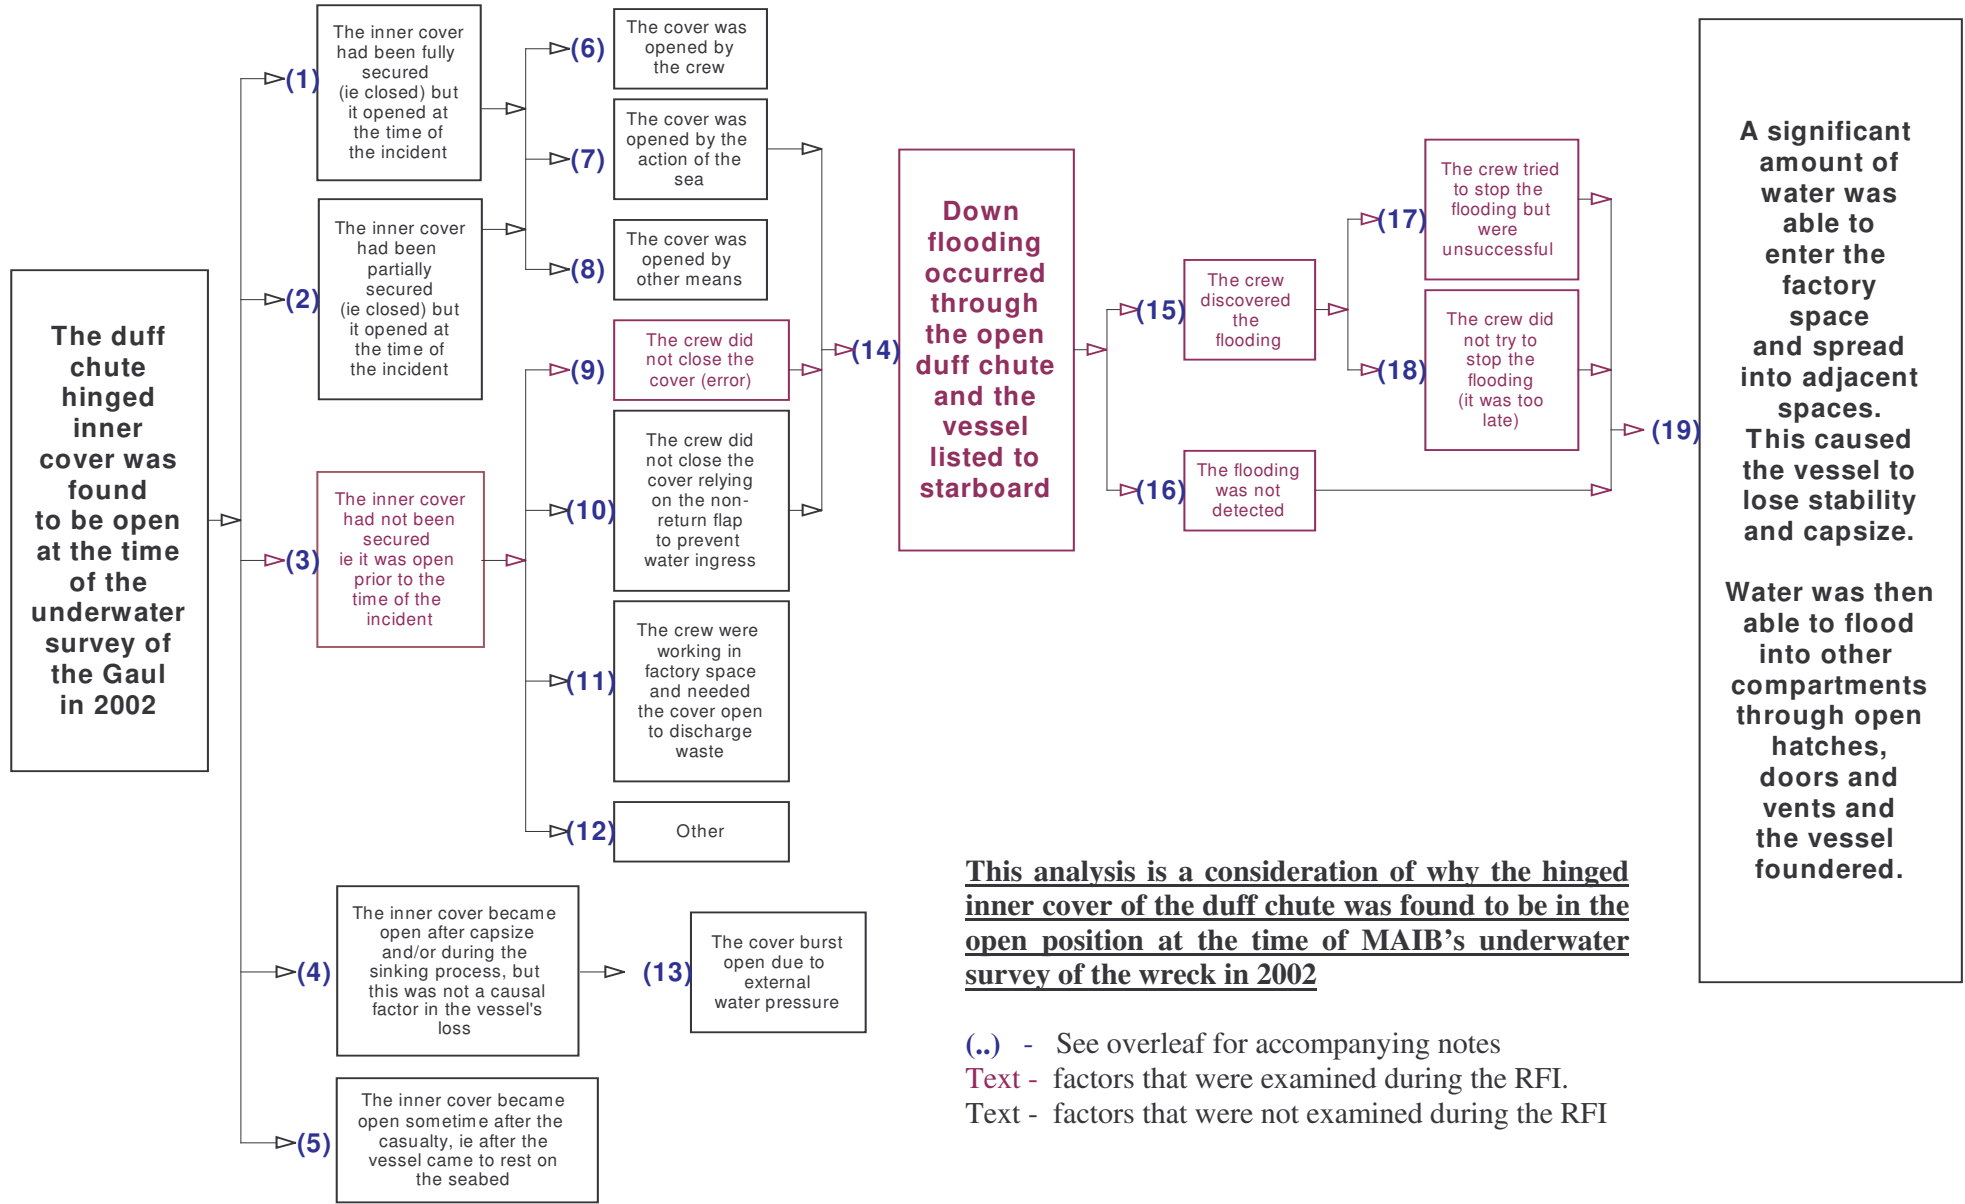 The duff
chute
hinged
inner
cover was
found
to be open
at the time
of the
underwater
survey of
the Gaul
in 2002
(1)
The inner cover
had been fully
secured
(ie closed) but
it opened at
the time of
the incident
(2)
The inner cover
had been
partially
secured
(ie closed) but
it opened at
the time of
the incident
(3)
The inner cover
had not been
secured
ie it was open
prior to the
time of the
incident
(4)
The inner cover became
open after capsize
and/or during the
sinking process, but
this was not a causal
factor in the vessel's
loss
(5)
The inner cover became
open sometime after the
casualty, ie after the
vessel came to rest on
the seabed
(6)
The cover was
opened by
the crew
(7)
The cover was
opened by the
action of the
sea
(8)
The cover was
opened by
other means
(9)
The crew did
not close the
cover (error)
(10)
The crew did
not close the
cover relying
on the non-
return flap
to prevent
water ingress
(11)
The crew were
working in
factory space
and needed
the cover open
to discharge
waste
(12)
Other
(13)
The cover burst
open due to
external
water pressure
(14)
Down
flooding
occurred
through
the open
duff chute
and the
vessel
listed to
starboard
(15)
The crew
discovered
the
flooding
(16)
The flooding
was not
detected
(17)
The crew tried
to stop the
flooding but
were
unsuccessful
(18)
The crew did
not try to
stop the
flooding
(it was too
late)
(19)
A significant
amount of
water was
able to
enter the
factory
space
and spread
into adjacent
spaces.
This caused
the vessel to
lose stability
and capsize.
Water was then
able to flood
into other
compartments
through open
hatches,
doors and
vents and
the vessel
foundered.
This analysis is a consideration of why the hinged
inner cover of the duff chute was found to be in the
open position at the time of MAIB's underwater
survey of the wreck in 2002
(..) - See overleaf for accompanying notes
Text - factors that were examined during the RFI.
Text - factors that were not examined during the RFI